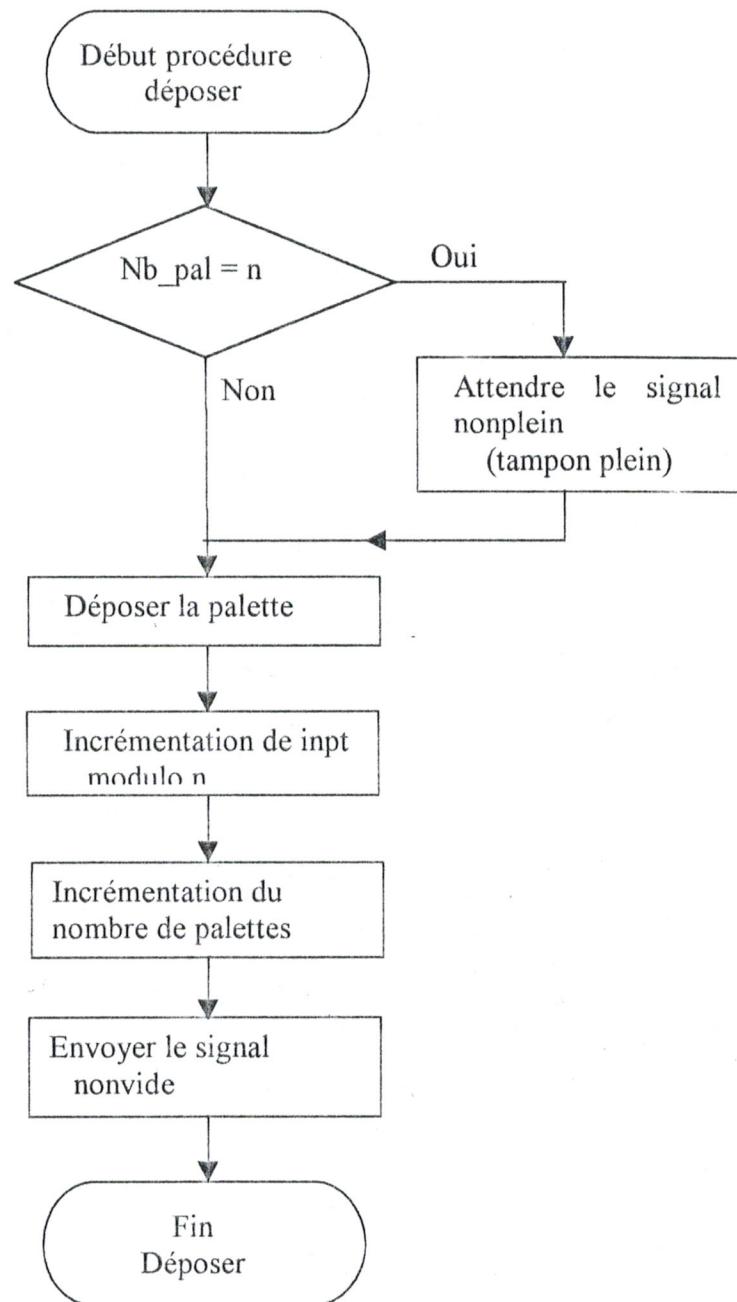 Début procédure
déposer
Nb_pal = n
Oui
Non
Attendre le signal
nonplein
(tampon plein)
Déposer la palette
Incrémentation de inpt
modulo n
Incrémentation du
nombre de palettes
Envoyer le signal
nonvide
Fin
Déposer